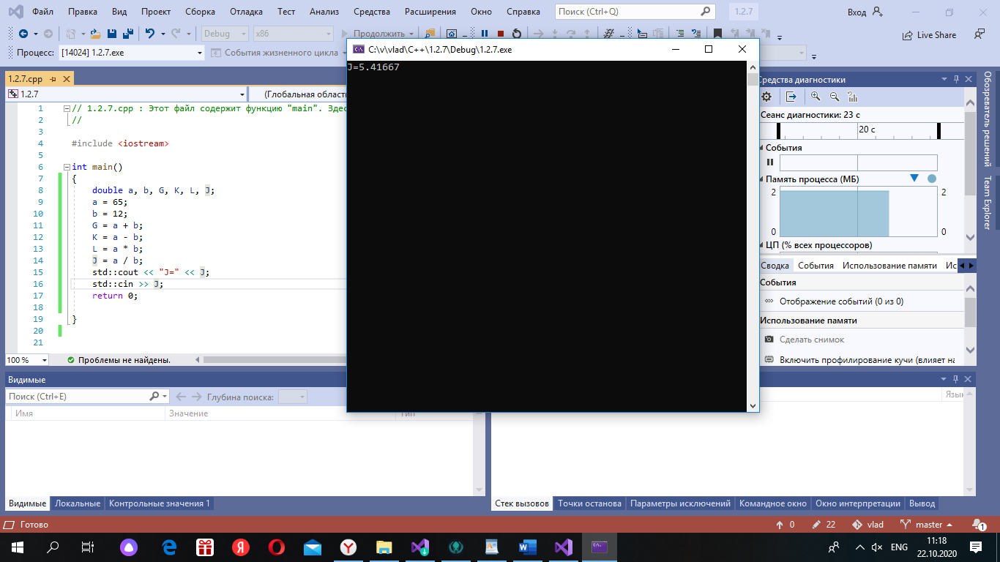 Файл Правка Вид Проект Сборка Отладка Тест Анализ Средства Расширения Окно Справка Поиск (Ctrl+Q) 1.2.7 Вход
Debug x86 Продолжить Live Share
Процесс: [14024] 1.2.7.exe События жизненного цикла
C:\v\vlad\C++\1.2.7\Debug\1.2.7.exe
J=5.41667
1.2.7.cpp
1.2.7 (Глобальная област
1 // 1.2.7.cpp : Этот файл содержит функцию "main". Здес
2 //
3
4 #include <iostream>
5
6 int main()
7 {
8 double a, b, G, K, L, J;
9 a = 65;
10 b = 12;
11 G = a + b;
12 K = a - b;
13 L = a * b;
14 J = a / b;
15 std::cout << "J=" << J;
16 std::cin >> J;
17 return 0;
18
19 }
20
21
100 % Проблемы не найдены.
Средства диагностики
Сеанс диагностики: 23 с
20 с
События
Память процесса (МБ)
2 2
0 0
ЦП (% всех процессоров)
Сводка События Использование памяти Ис
События
Отображение событий (0 из 0)
Использование памяти
Сделать снимок
Включить профилирование кучи (влияет на
Обозреватель решений
Team Explorer
Видимые
Поиск (Ctrl+E) Глубина поиска:
Имя Значение Тип
Язык
Видимые Локальные Контрольные значения 1
Стек вызовов Точки останова Параметры исключений Командное окно Окно интерпретации Вывод
Готово 0 22 vlad master 1
ENG
11:18
22.10.2020